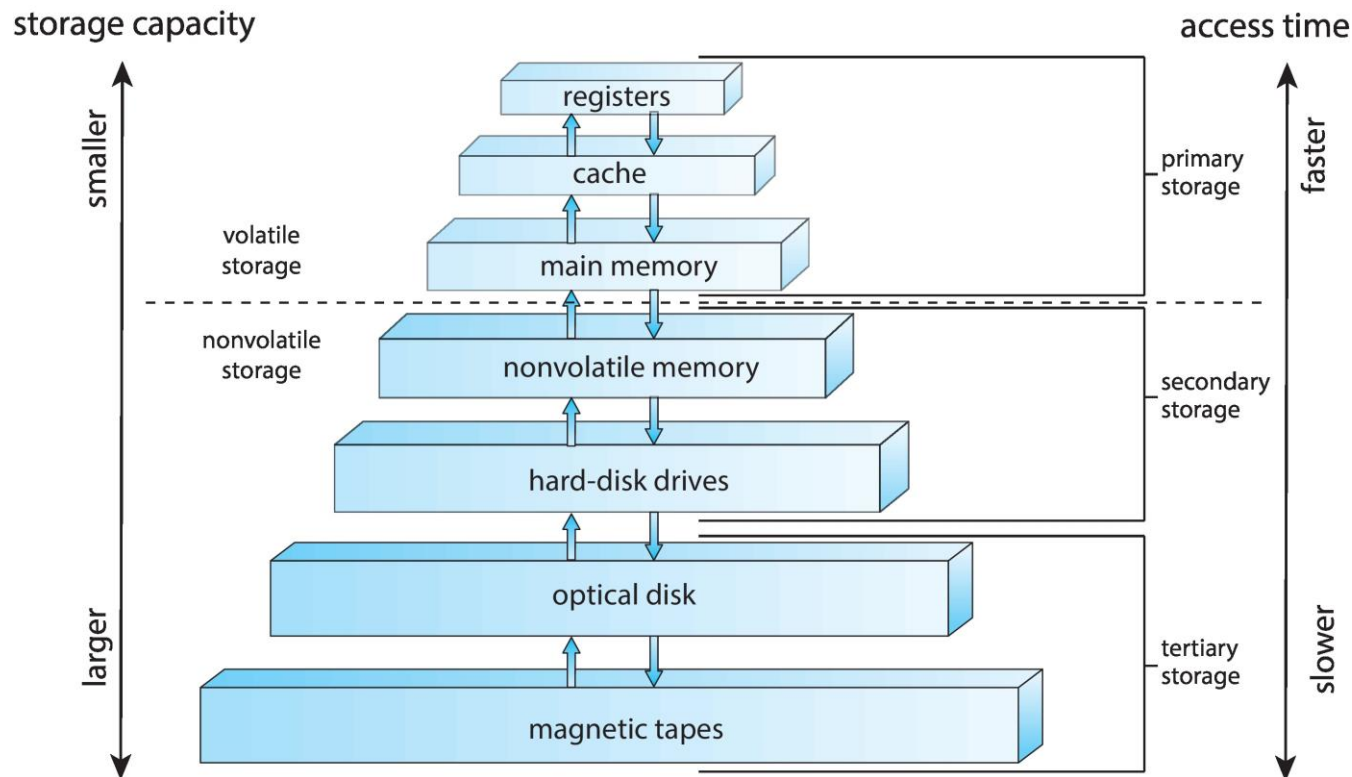 storage capacity
access time
smaller
larger
faster
slower
registers
cache
main memory
nonvolatile memory
hard-disk drives
optical disk
magnetic tapes
volatile
storage
nonvolatile
storage
primary
storage
secondary
storage
tertiary
storage